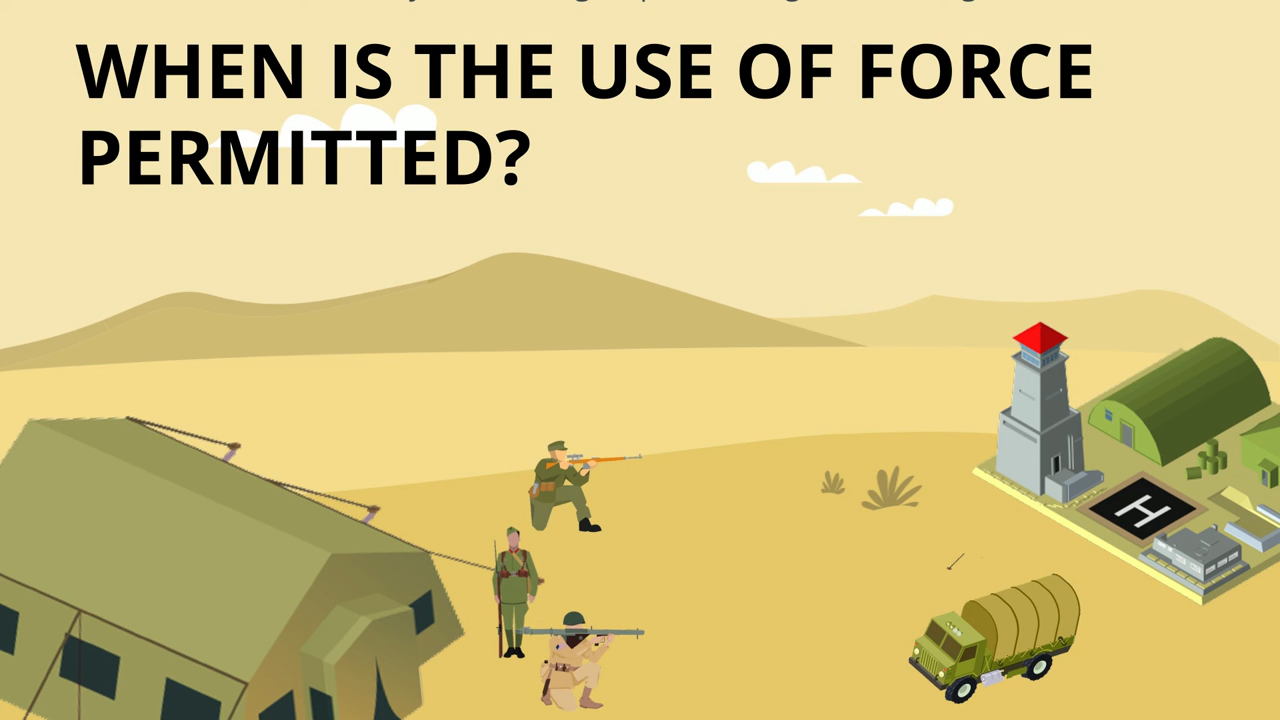 WHEN IS THE USE OF FORCE
PERMITTED?
H